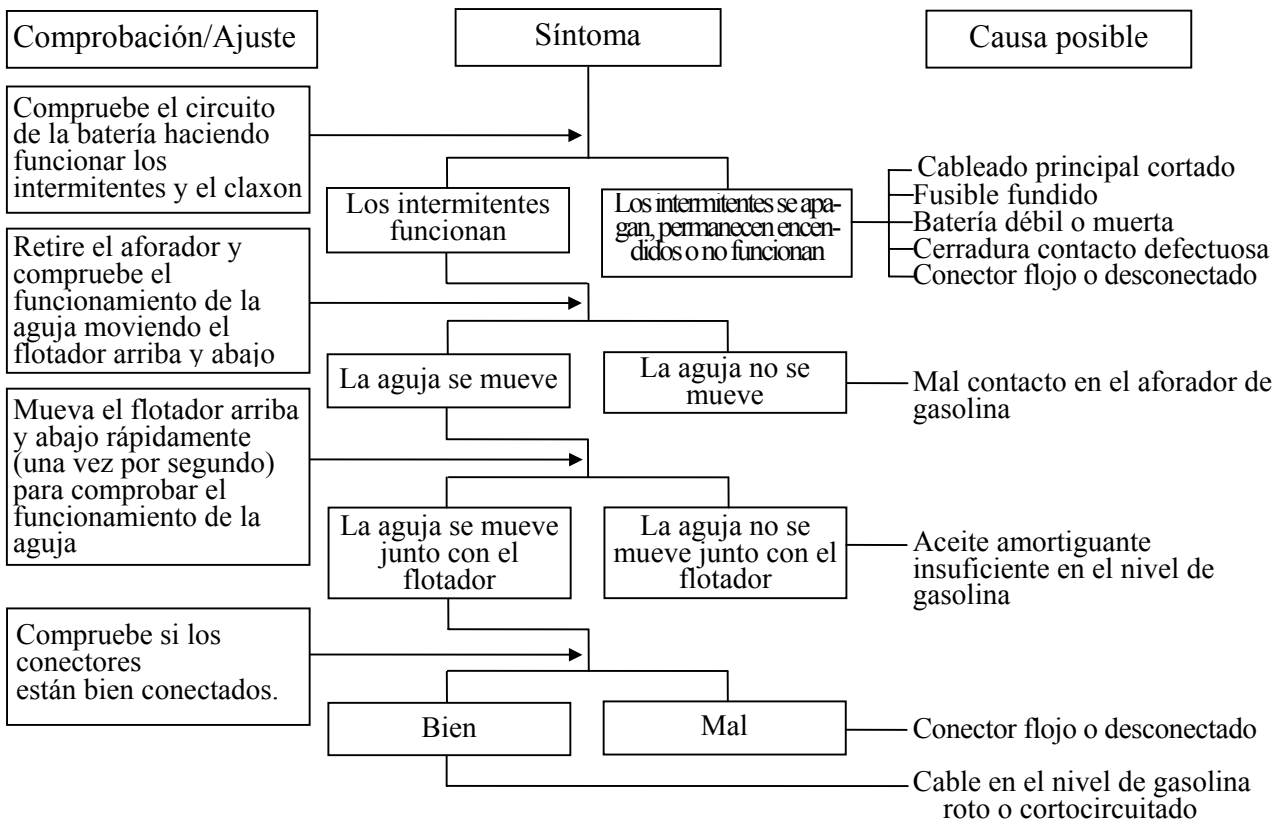 Comprobación/Ajuste
Síntoma
Causa posible
Compruebe el circuito
de la batería haciendo
funcionar los
intermitentes y el claxon
Los intermitentes
funcionan
Los intermitentes se apa-
gan, permanecen encen-
didos o no funcionan
Cableado principal cortado
Fusible fundido
Batería débil o muerta
Cerradura contacto defectuosa
Conector flojo o desconectado
Retire el aforador y
compruebe el
funcionamiento de la
aguja moviendo el
flotador arriba y abajo
La aguja se mueve
La aguja no se
mueve
Mal contacto en el aforador de
gasolina
Mueva el flotador arriba
y abajo rápidamente
(una vez por segundo)
para comprobar el
funcionamiento de la
aguja
La aguja se mueve
junto con el
flotador
La aguja no se
mueve junto con el
flotador
Aceite amortiguante
insuficiente en el nivel de
gasolina
Compruebe si los
conectores
están bien conectados.
Bien
Mal
Conector flojo o desconectado
Cable en el nivel de gasolina
roto o cortocircuitado